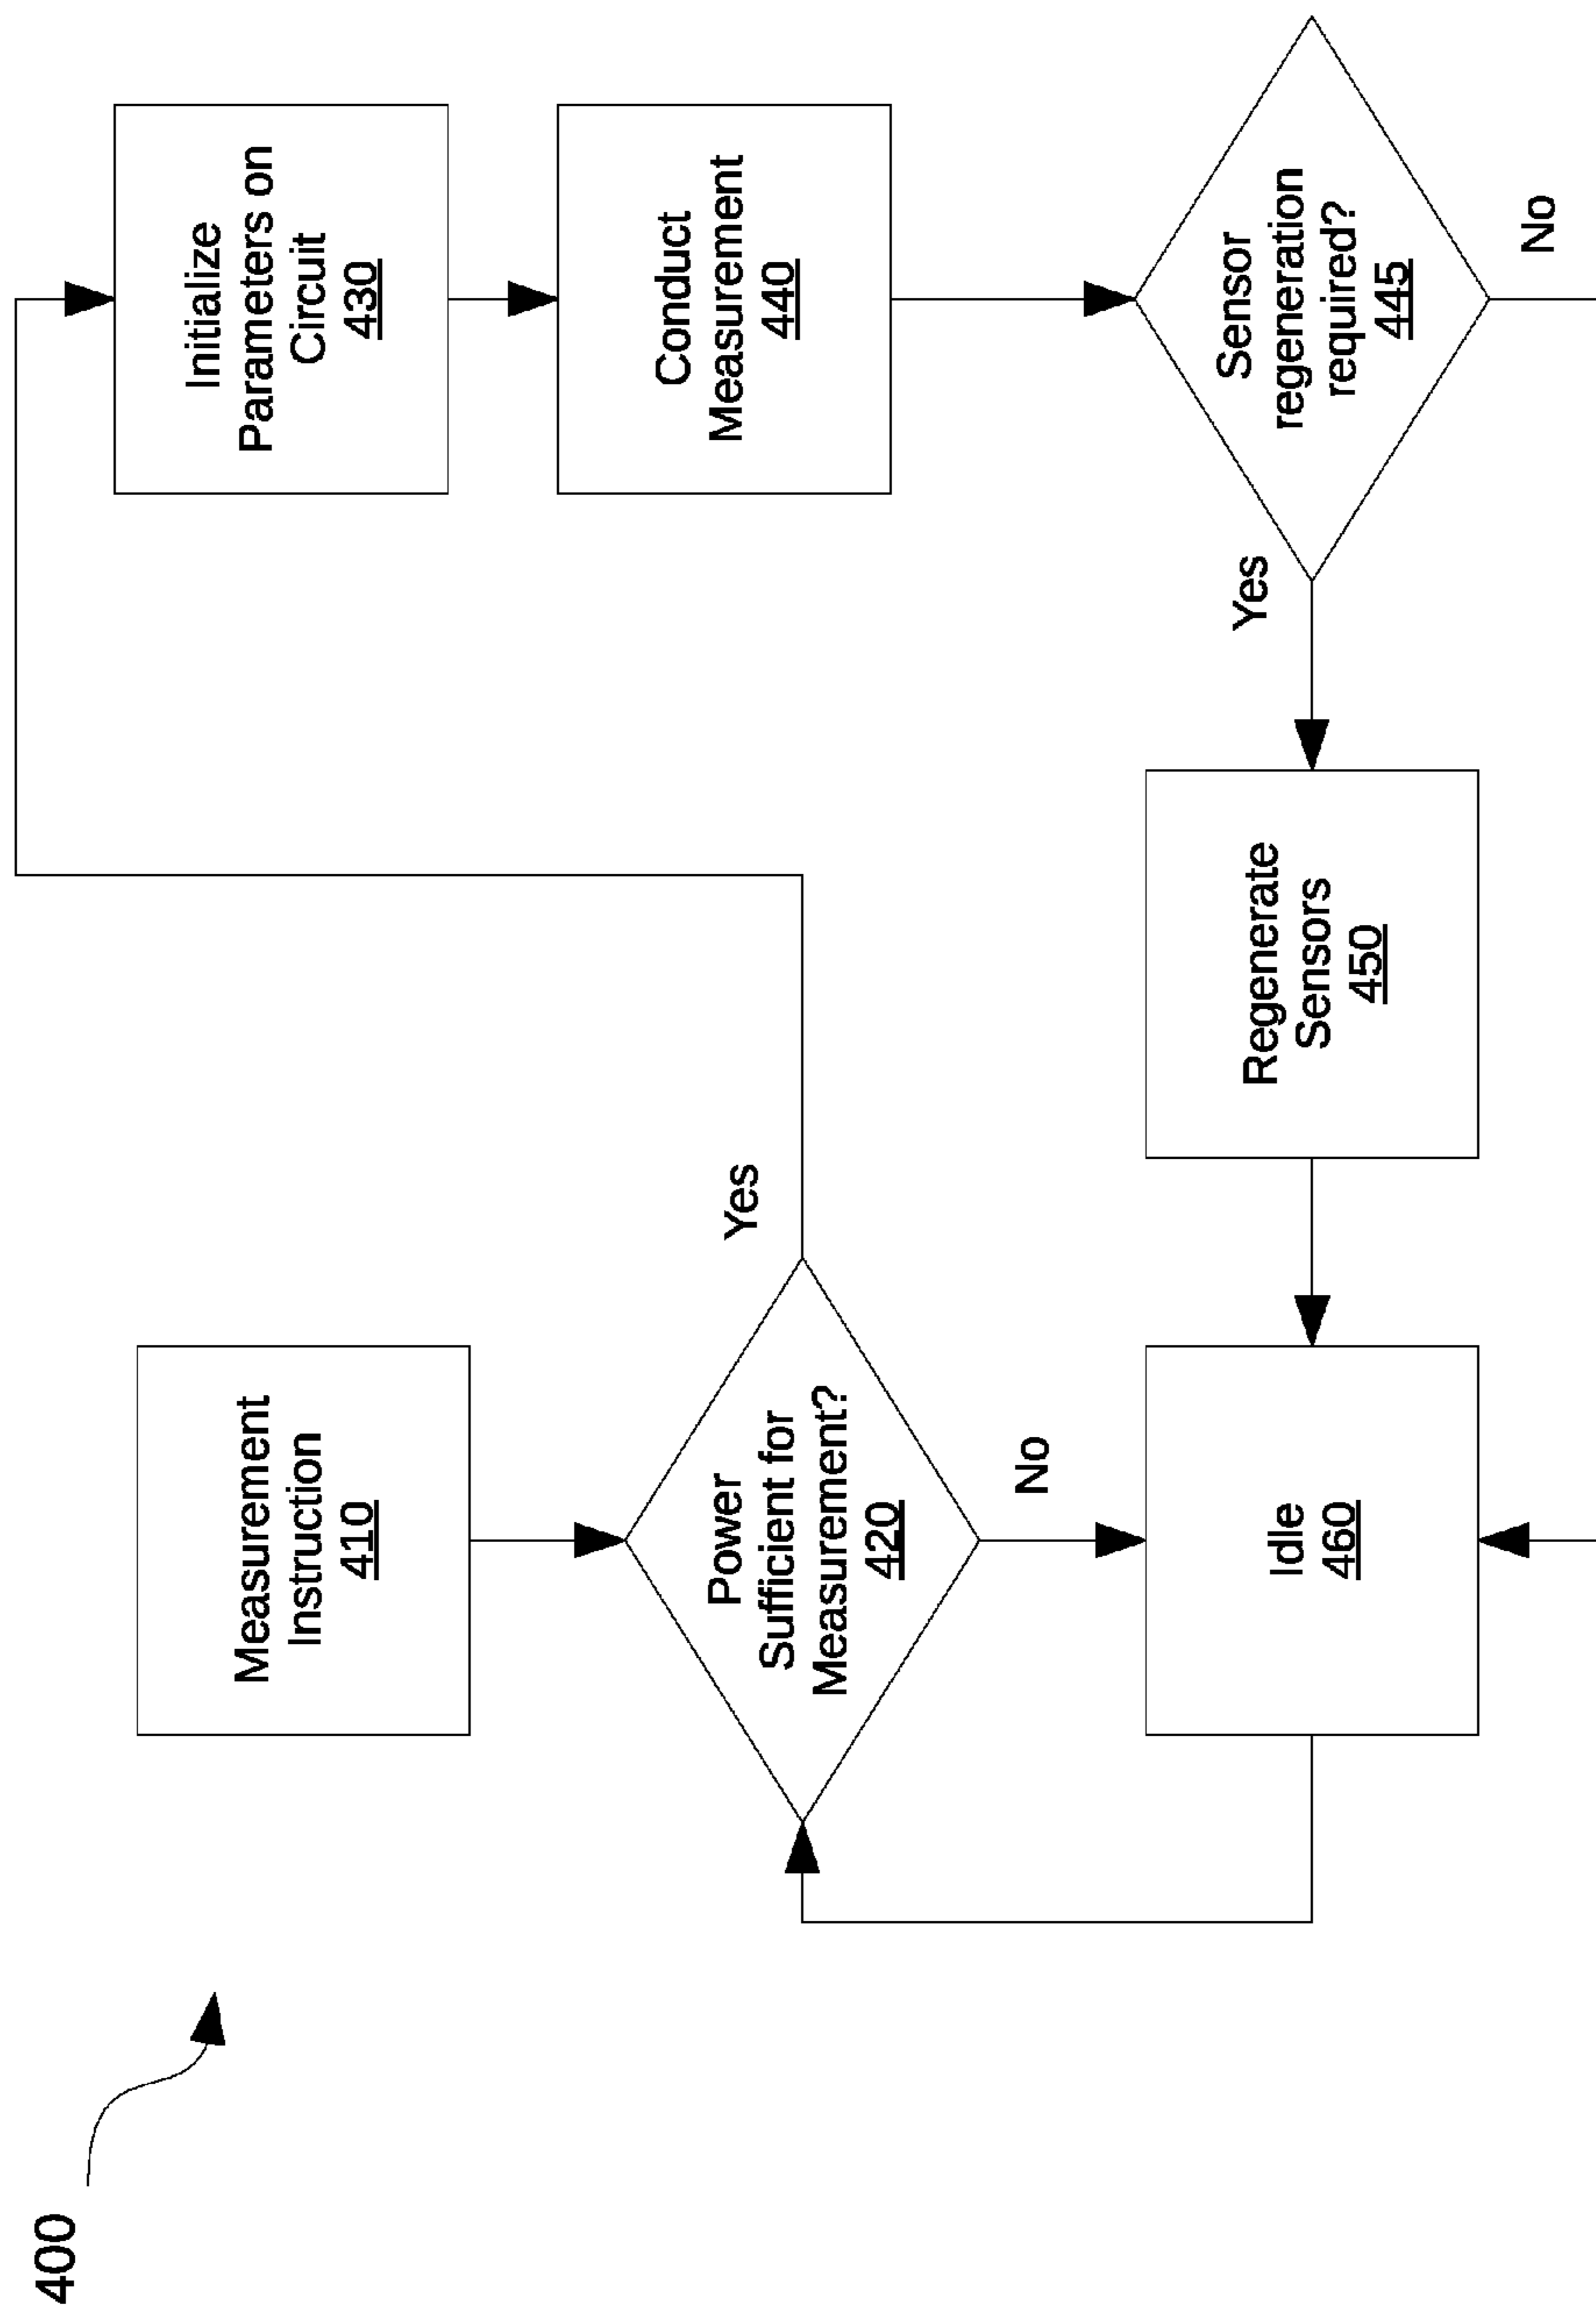 400
Measurement
Instruction
410
Power
Sufficient for
Measurement?
420
Yes
No
Initialize
Parameters on
Circuit
430
Conduct
Measurement
440
Sensor
regeneration
required?
445
Yes
No
Regenerate
Sensors
450
Idle
460